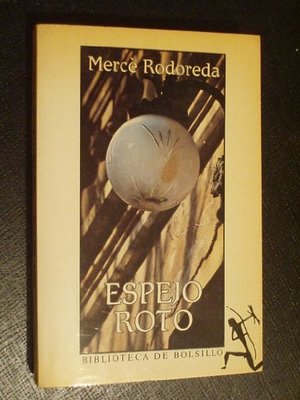 Mercè Rodoreda
ESPEJO
ROTO
BIBLIOTECA DE BOLSILLO